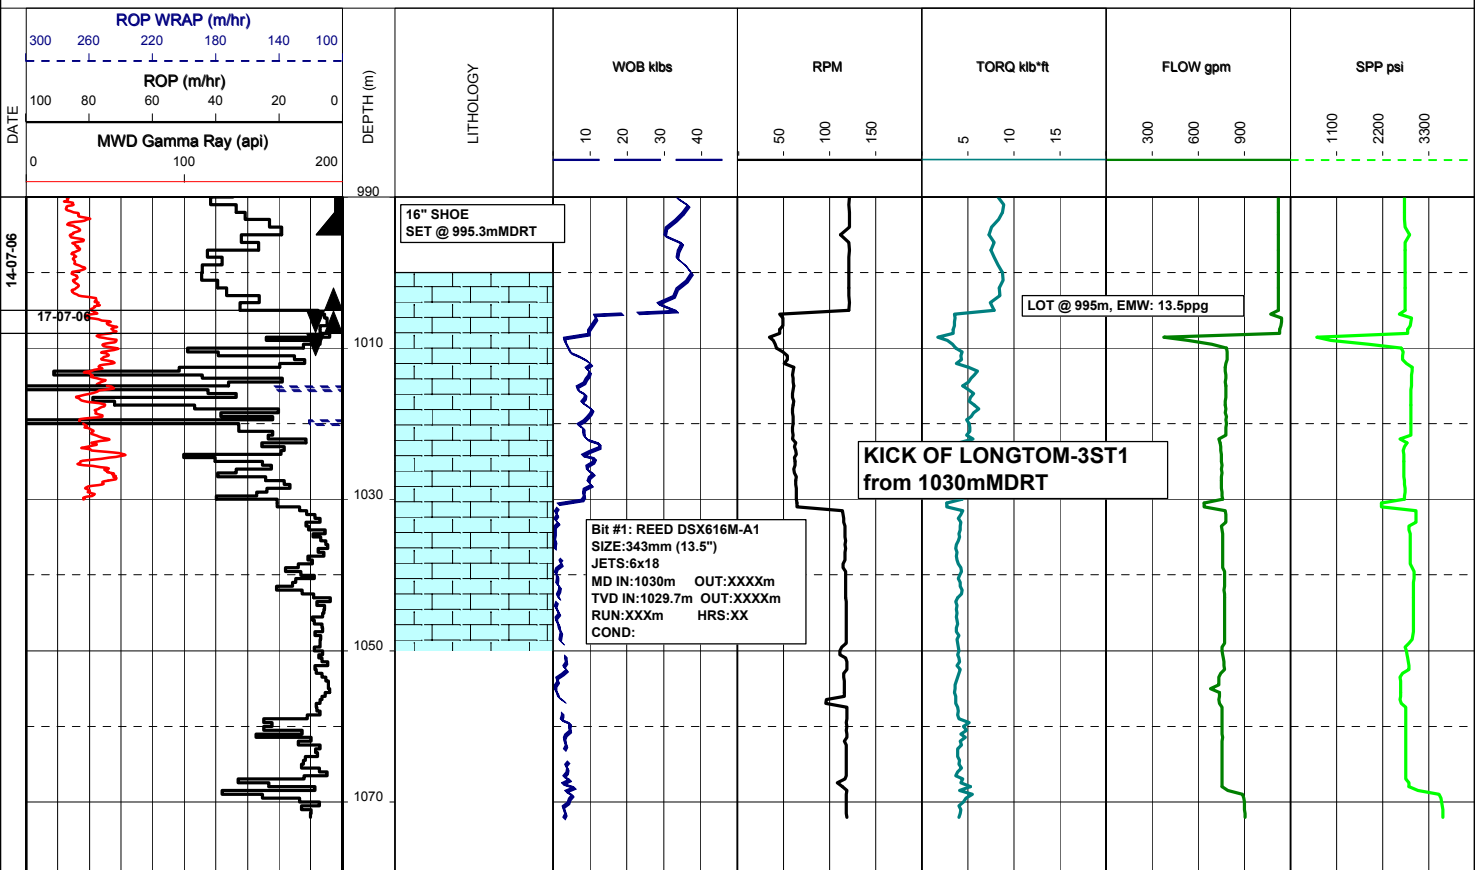 ROP WRAP (m/hr)
300 260 220 180 140 100
ROP (m/hr)
100 80 60 40 20 0
MWD Gamma Ray (api)
0 100 200
DATE
DEPTH (m)
LITHOLOGY
WOB klbs
10 20 30 40
RPM
50 100 150
TORQ klb*ft
5 10 15
FLOW gpm
300 600 900
SPP psi
1100 2200 3300
990
14-07-06
16" SHOE
SET @ 995.3mMDRT
LOT @ 995m, EMW: 13.5ppg
17-07-06
1010
KICK OF LONGTOM-3ST1
from 1030mMDRT
1030
Bit #1: REED DSX616M-A1
SIZE:343mm (13.5")
JETS:6x18
MD IN:1030m OUT:XXXXm
TVD IN:1029.7m OUT:XXXXm
RUN:XXXm HRS:XX
COND:
1050
1070